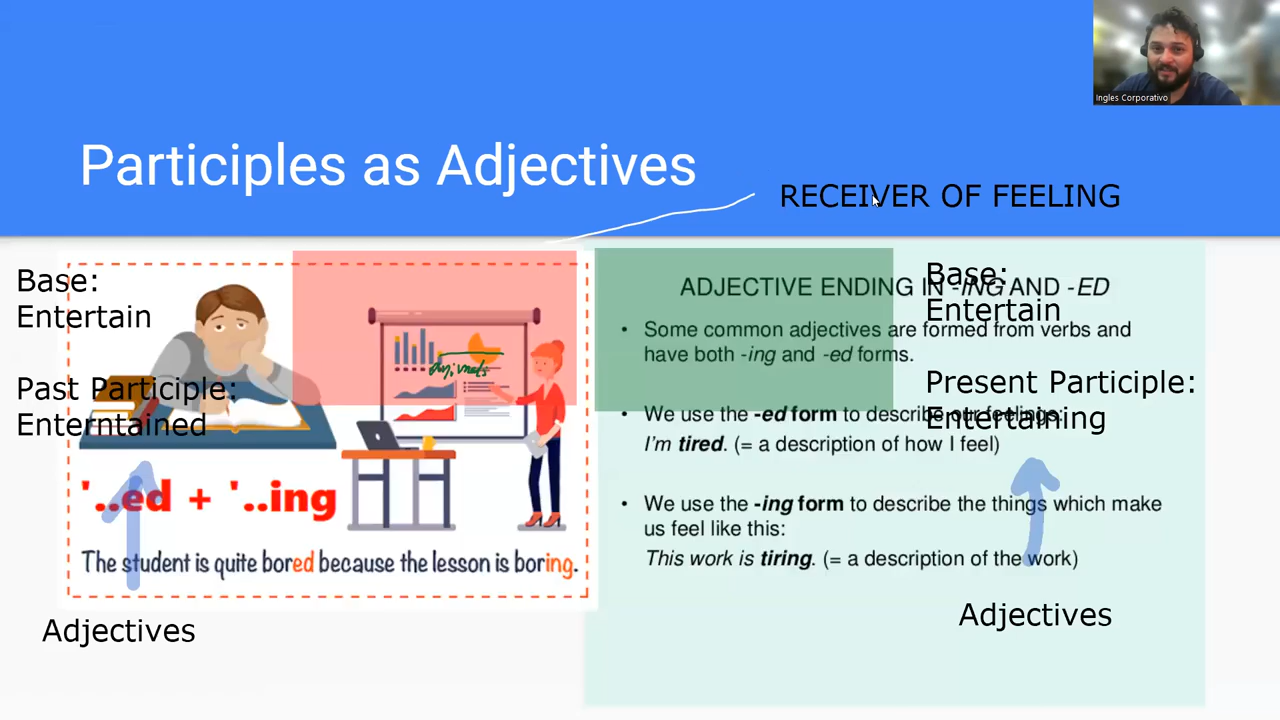 Ingles Corporativo
Participles as Adjectives
RECEIVER OF FEELING
Base:
Entertain
Past Participle:
Enterntained
'..ed + '..ing
The student is quite bored because the lesson is boring.
Adjectives
ADJECTIVE ENDING IN -ING AND -ED
• Some common adjectives are formed from verbs and
have both -ing and -ed forms.
• We use the -ed form to describe our feelings:
I'm tired. (= a description of how I feel)
• We use the -ing form to describe the things which make
us feel like this:
This work is tiring. (= a description of the work)
Base:
Entertain
Present Participle:
Entertaining
Adjectives